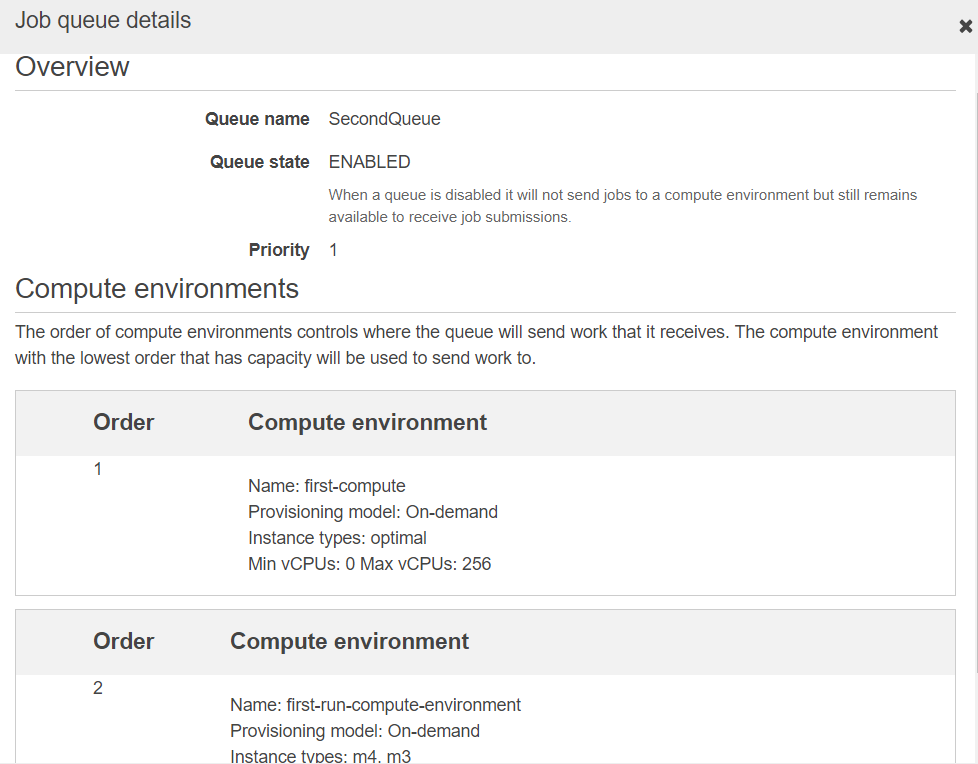 Job queue details
Overview
Queue name SecondQueue
Queue state ENABLED
When a queue is disabled it will not send jobs to a compute environment but still remains
available to receive job submissions.
Priority 1
Compute environments
The order of compute environments controls where the queue will send work that it receives. The compute environment
with the lowest order that has capacity will be used to send work to.
Order Compute environment
1
Name: first-compute
Provisioning model: On-demand
Instance types: optimal
Min vCPUs: 0 Max vCPUs: 256
Order Compute environment
2
Name: first-run-compute-environment
Provisioning model: On-demand
Instance types: m4, m3